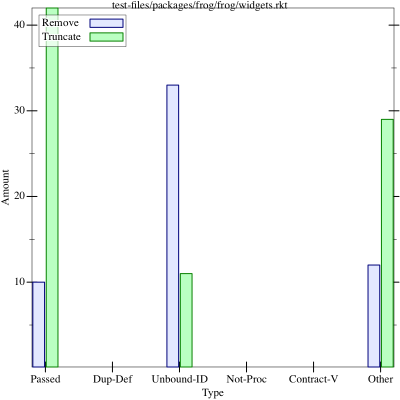 test-files/packages/frog/frog/widgets.rkt
Remove
Truncate
40
30
20
10
Amount
Passed Dup-Def Unbound-ID Not-Proc Contract-V Other
Type